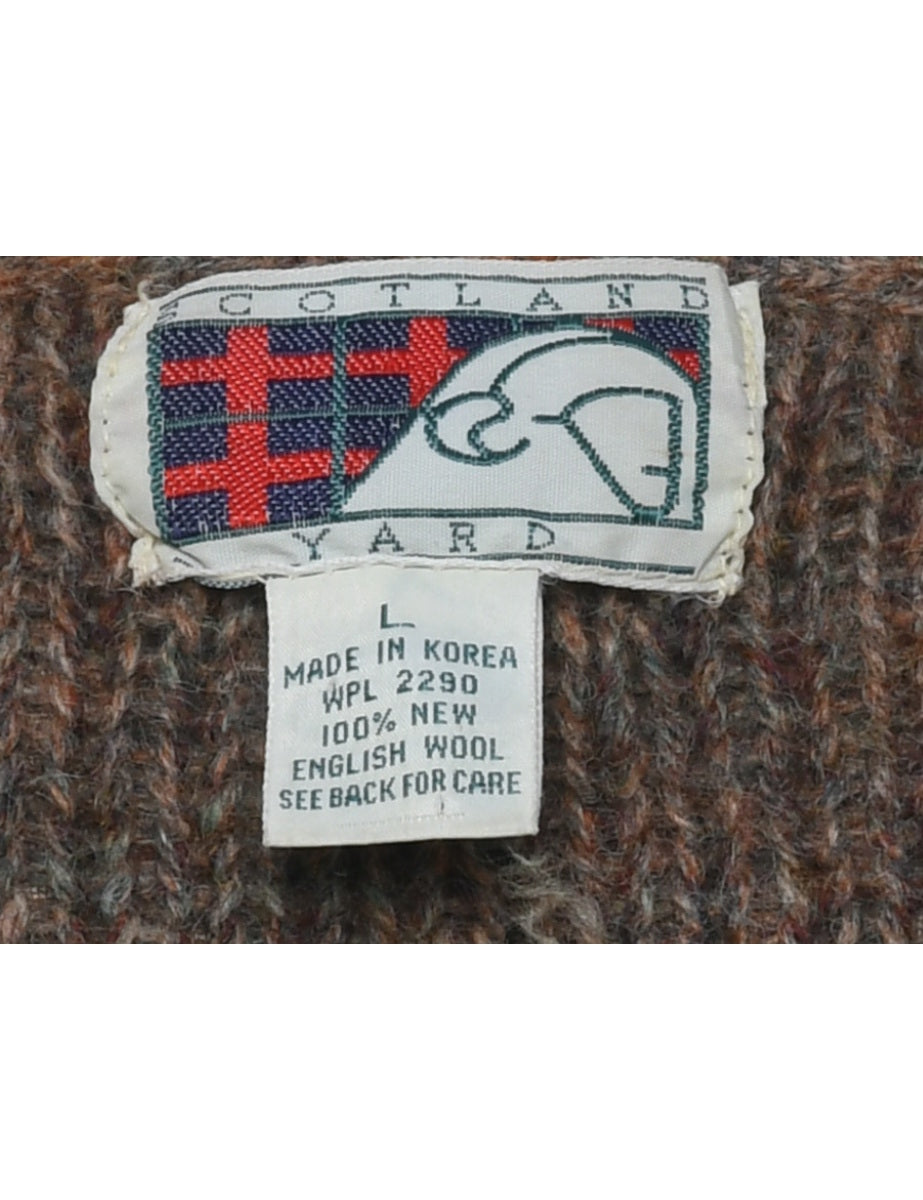 SCOTLAND
YARD
L
MADE IN KOREA
WPL 2290
100% NEW
ENGLISH WOOL
SEE BACK FOR CARE